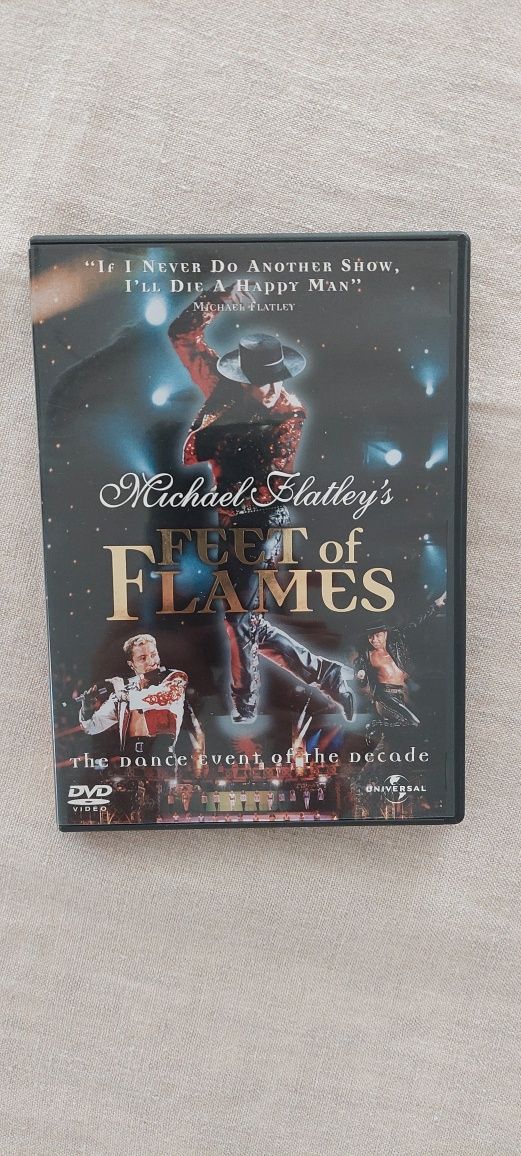 “If I Never Do Another Show,
I'll Die A Happy Man”
Michael Flatley
Michael Flatley's
FEET of
FLAMES
The Dance Event of the Decade
DVD
VIDEO
UNIVERSAL